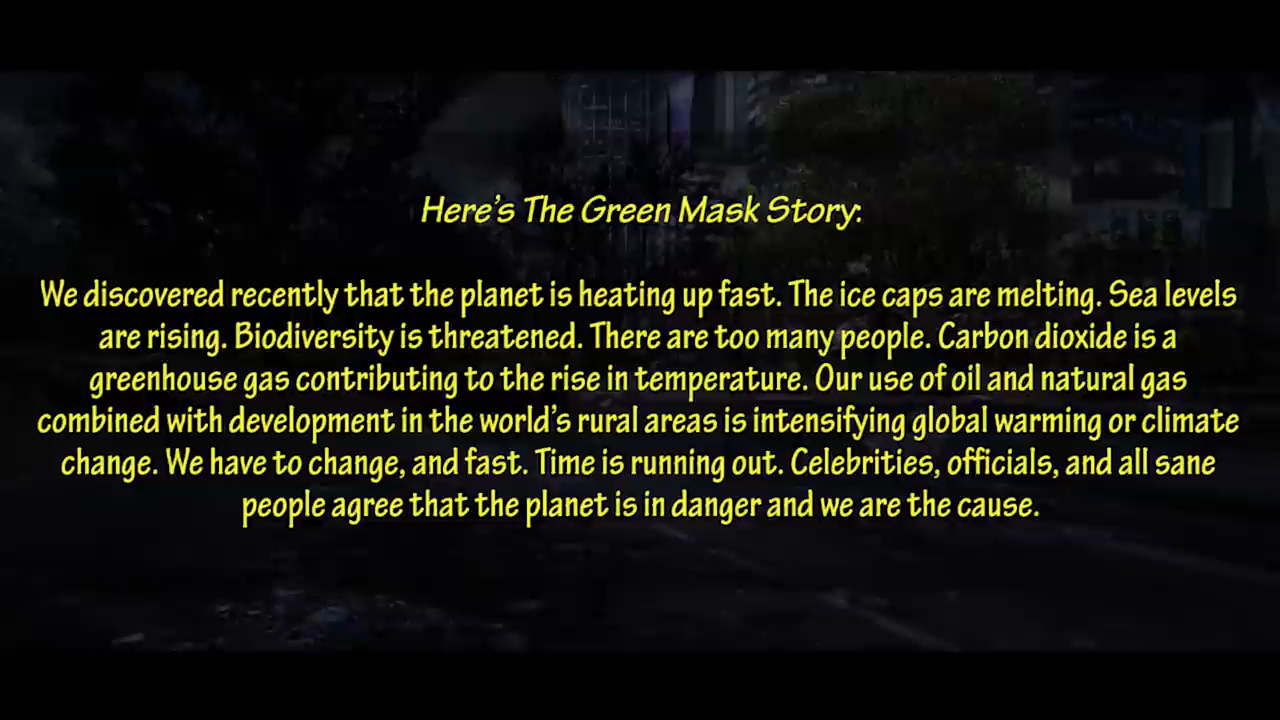 Here's The Green Mask Story:
We discovered recently that the planet is heating up fast. The ice caps are melting. Sea levels
are rising. Biodiversity is threatened. There are too many people. Carbon dioxide is a
greenhouse gas contributing to the rise in temperature. Our use of oil and natural gas
combined with development in the world's rural areas is intensifying global warming or climate
change. We have to change, and fast. Time is running out. Celebrities, officials, and all sane
people agree that the planet is in danger and we are the cause.